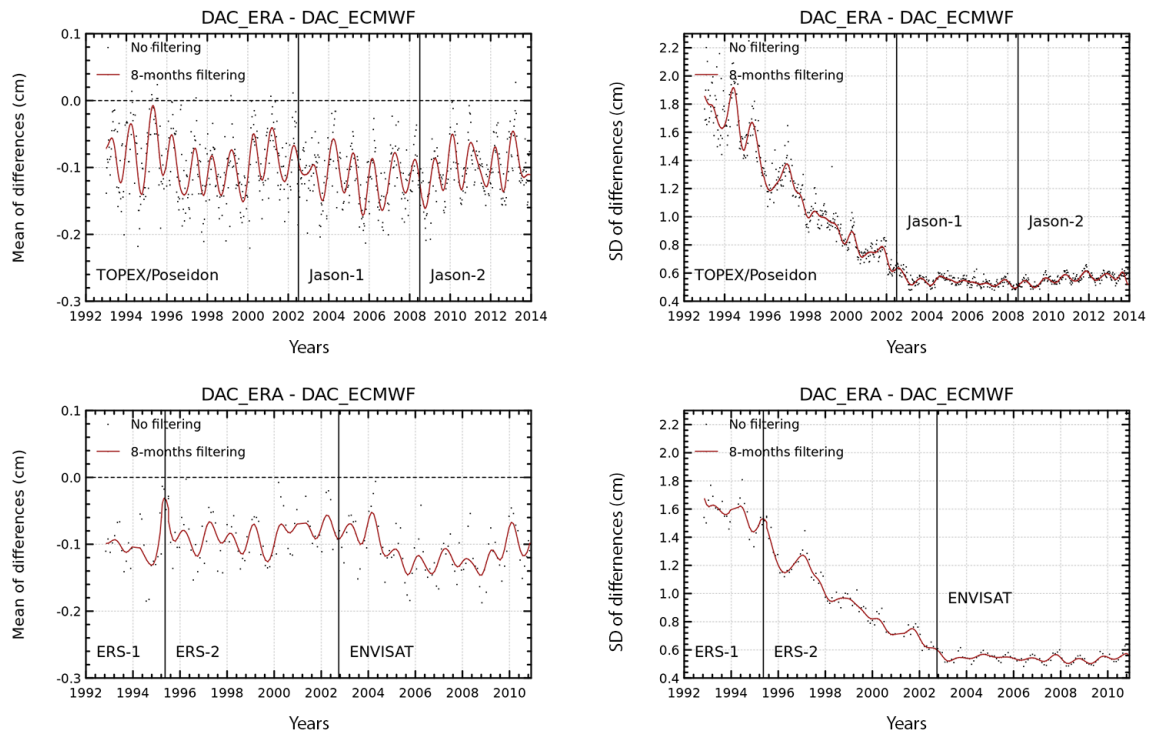 DAC_ERA - DAC_ECMWF
0.1
0.0
-0.1
-0.2
-0.3
Mean of differences (cm)
No filtering
8-months filtering
TOPEX/Poseidon
Jason-1
Jason-2
1992 1994 1996 1998 2000 2002 2004 2006 2008 2010 2012 2014
Years
DAC_ERA - DAC_ECMWF
2.2
2.0
1.8
1.6
1.4
1.2
1.0
0.8
0.6
0.4
SD of differnences (cm)
No filtering
8-months filtering
Jason-1
Jason-2
TOPEX/Poseidon
1992 1994 1996 1998 2000 2002 2004 2006 2008 2010 2012 2014
Years
DAC_ERA - DAC_ECMWF
0.1
0.0
-0.1
-0.2
-0.3
Mean of differences (cm)
No filtering
8-months filtering
ERS-1
ERS-2
ENVISAT
1992 1994 1996 1998 2000 2002 2004 2006 2008 2010
Years
DAC_ERA - DAC_ECMWF
2.2
2.0
1.8
1.6
1.4
1.2
1.0
0.8
0.6
0.4
SD of differnences (cm)
No filtering
8-months filtering
ENVISAT
ERS-1
ERS-2
1992 1994 1996 1998 2000 2002 2004 2006 2008 2010
Years